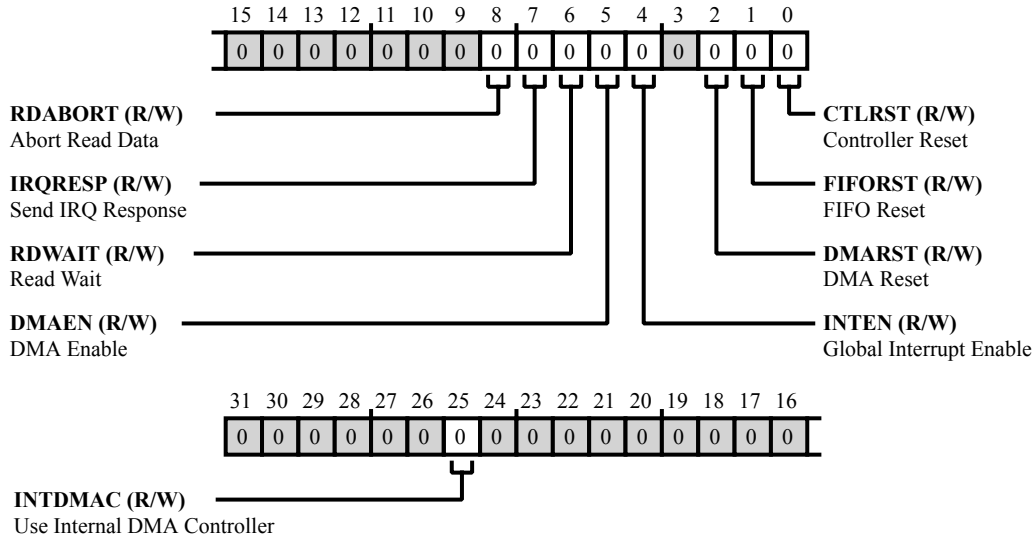 15 14 13 12 11 10 9 8 7 6 5 4 3 2 1 0
0 0 0 0 0 0 0 0 0 0 0 0 0 0 0 0
RDABORT (R/W)
Abort Read Data
IRQRESP (R/W)
Send IRQ Response
RDWAIT (R/W)
Read Wait
DMAEN (R/W)
DMA Enable
CTLRST (R/W)
Controller Reset
FIFORST (R/W)
FIFO Reset
DMARST (R/W)
DMA Reset
INTEN (R/W)
Global Interrupt Enable
31 30 29 28 27 26 25 24 23 22 21 20 19 18 17 16
0 0 0 0 0 0 0 0 0 0 0 0 0 0 0 0
INTDMAC (R/W)
Use Internal DMA Controller